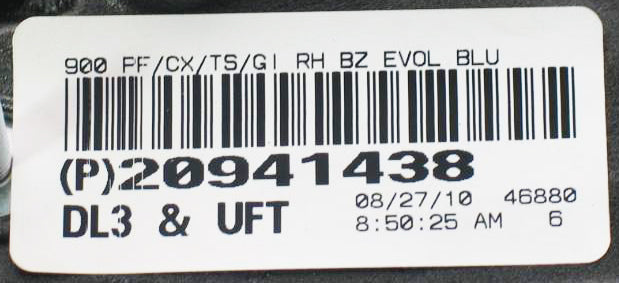 900 PF/CX/TS/GI RH BZ EVOL BLU
(P)20941438
DL3 & UFT 08/27/10 46880
8:50:25 AM 6